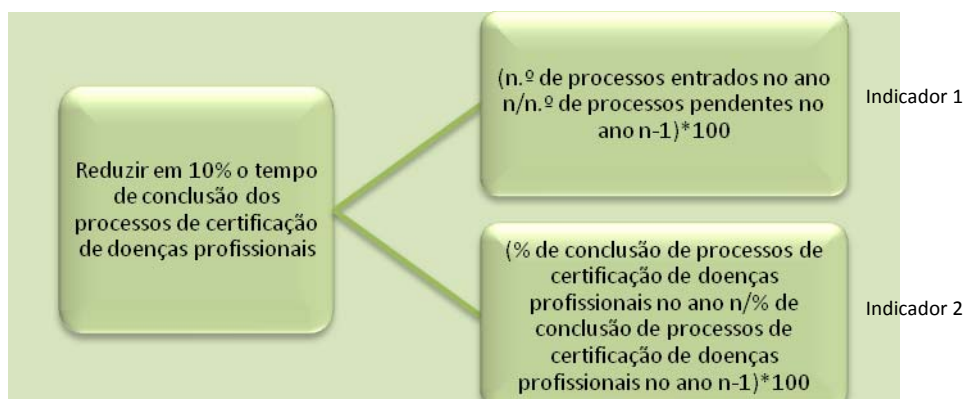 Reduzir em 10% o tempo
de conclusão dos
processos de certificação
de doenças profissionais
(n.º de processos entrados no ano
n/n.º de processos pendentes no
ano n-1)*100
Indicador 1
(% de conclusão de processos de
certificação de doenças
profissionais no ano n/% de
conclusão de processos de
certificação de doenças
profissionais no ano n-1)*100
Indicador 2